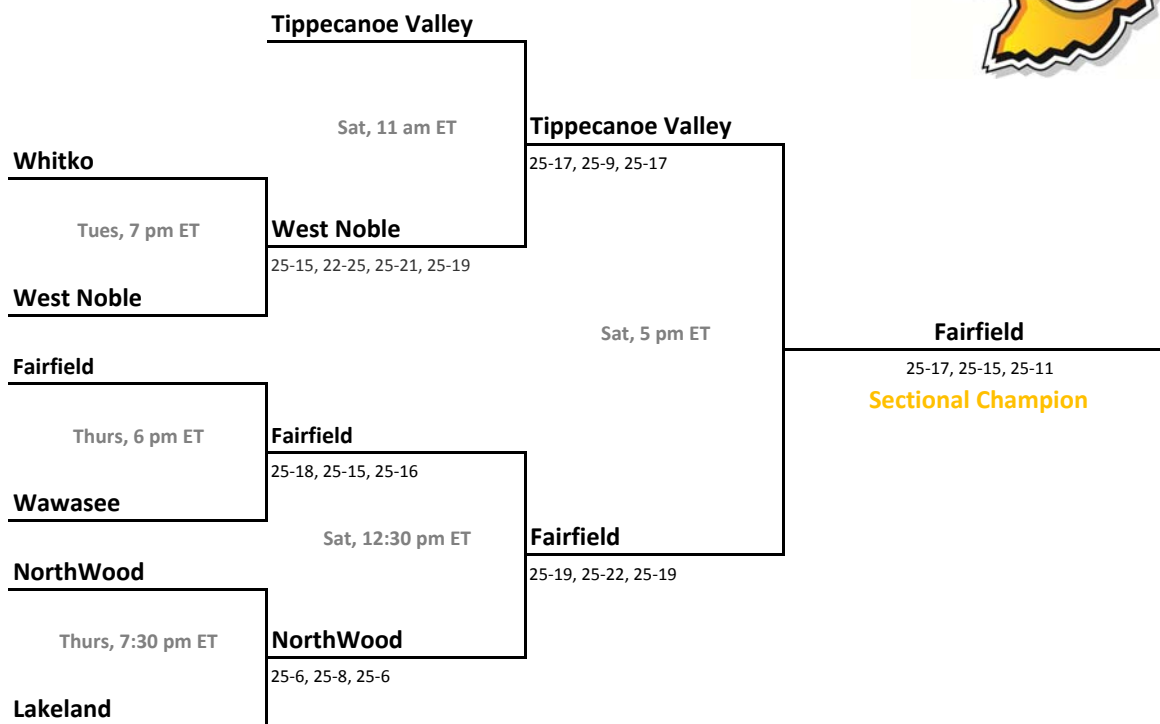 Tippecanoe Valley
Sat, 11 am ET
Tippecanoe Valley
Whitko
25-17, 25-9, 25-17
Tues, 7 pm ET
West Noble
25-15, 22-25, 25-21, 25-19
West Noble
Sat, 5 pm ET
Fairfield
Fairfield
25-17, 25-15, 25-11
Sectional Champion
Thurs, 6 pm ET
Fairfield
25-18, 25-15, 25-16
Wawasee
Sat, 12:30 pm ET
Fairfield
NorthWood
25-19, 25-22, 25-19
Thurs, 7:30 pm ET
NorthWood
25-6, 25-8, 25-6
Lakeland